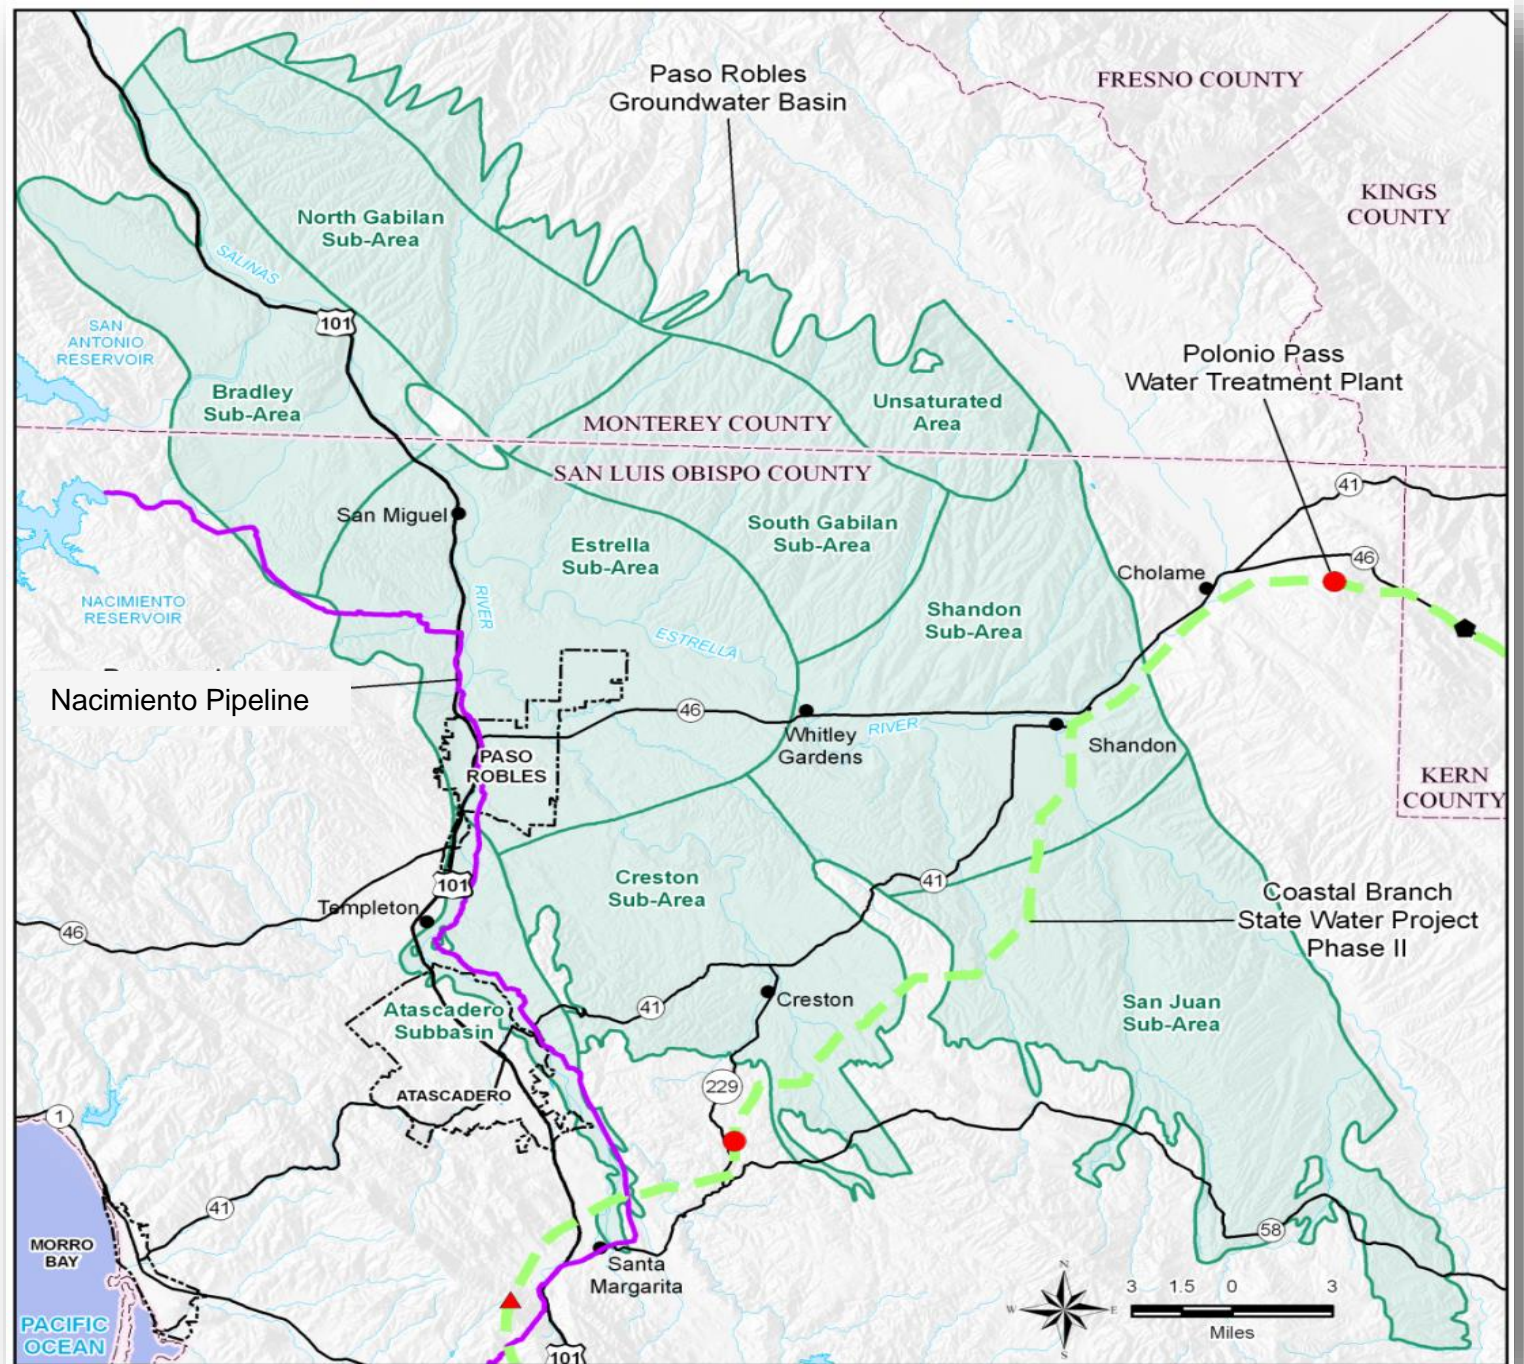 Paso Robles
Groundwater Basin
FRESNO COUNTY
KINGS
COUNTY
North Gabilan
Sub-Area
SALINAS
101
SAN
ANTONIO
RESERVOIR
Polonio Pass
Water Treatment Plant
Bradley
Sub-Area
Unsaturated
Area
MONTEREY COUNTY
SAN LUIS OBISPO COUNTY
41
San Miguel
South Gabilan
Sub-Area
Estrella
Sub-Area
46
Cholame
NACIMIENTO
RESERVOIR
RIVER
Shandon
Sub-Area
ESTRELLA
Nacimiento Pipeline
46
RIVER
Whitley
Gardens
Shandon
PASO
ROBLES
KERN
COUNTY
101
Creston
Sub-Area
41
Coastal Branch
State Water Project
Phase II
Templeton
46
Creston
41
Atascadero
Subbasin
San Juan
Sub-Area
229
ATASCADERO
1
41
58
MORRO
BAY
Santa
Margarita
N
W
E
S
3 1.5 0 3
Miles
PACIFIC
OCEAN
101